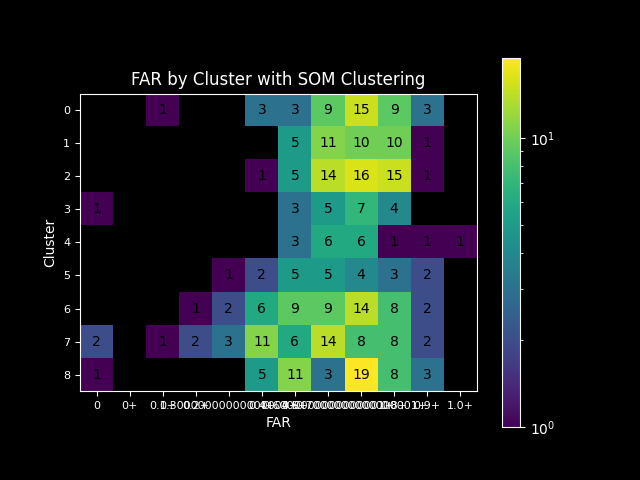 FAR by Cluster with SOM Clustering
0 1 3 3 9 15 9 3
1 5 11 10 10 1
2 1 5 14 16 15 1
3 1 3 5 7 4
4 3 6 6 1 1 1
5 1 2 5 5 4 3 2
6 1 2 6 9 9 14 8 2
7 2 1 2 3 11 6 14 8 8 2
8 1 5 11 3 19 8 3
Cluster
0 0+ 0.9+ 1.0+
FAR
10¹
10⁰